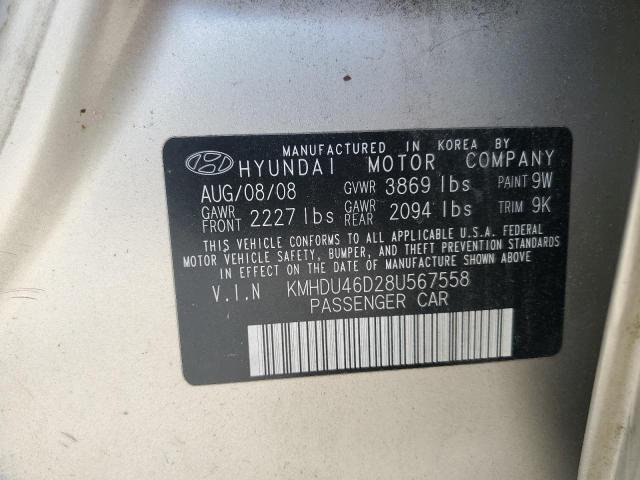 MANUFACTURED IN KOREA BY
HYUNDAI MOTOR COMPANY
AUG/08/08 GVWR 3869 lbs PAINT 9W
GAWR FRONT 2227 lbs GAWR REAR 2094 lbs TRIM 9K
THIS VEHICLE CONFORMS TO ALL APPLICABLE U.S.A. FEDERAL
MOTOR VEHICLE SAFETY, BUMPER, AND THEFT PREVENTION STANDARDS
IN EFFECT ON THE DATE OF MANUFACTURE SHOWN ABOVE.
V.I.N KMHDU46D28U567558
PASSENGER CAR